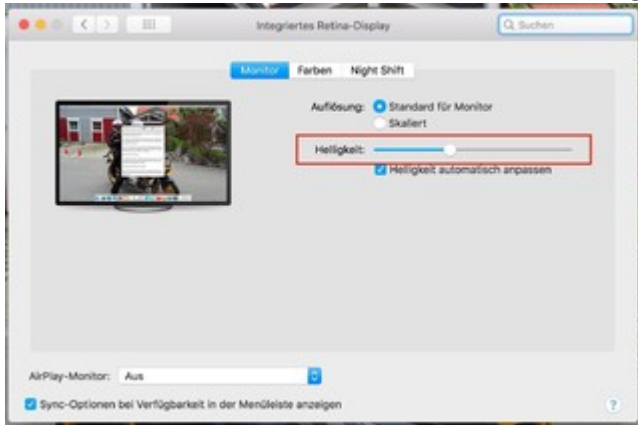 Integriertes Retina-Display
Suchen
Monitor Farben Night Shift
Auflösung: Standard für Monitor
Skaliert
Helligkeit:
Helligkeit automatisch anpassen
AirPlay-Monitor: Aus
Sync-Optionen bei Verfügbarkeit in der Menüleiste anzeigen
?